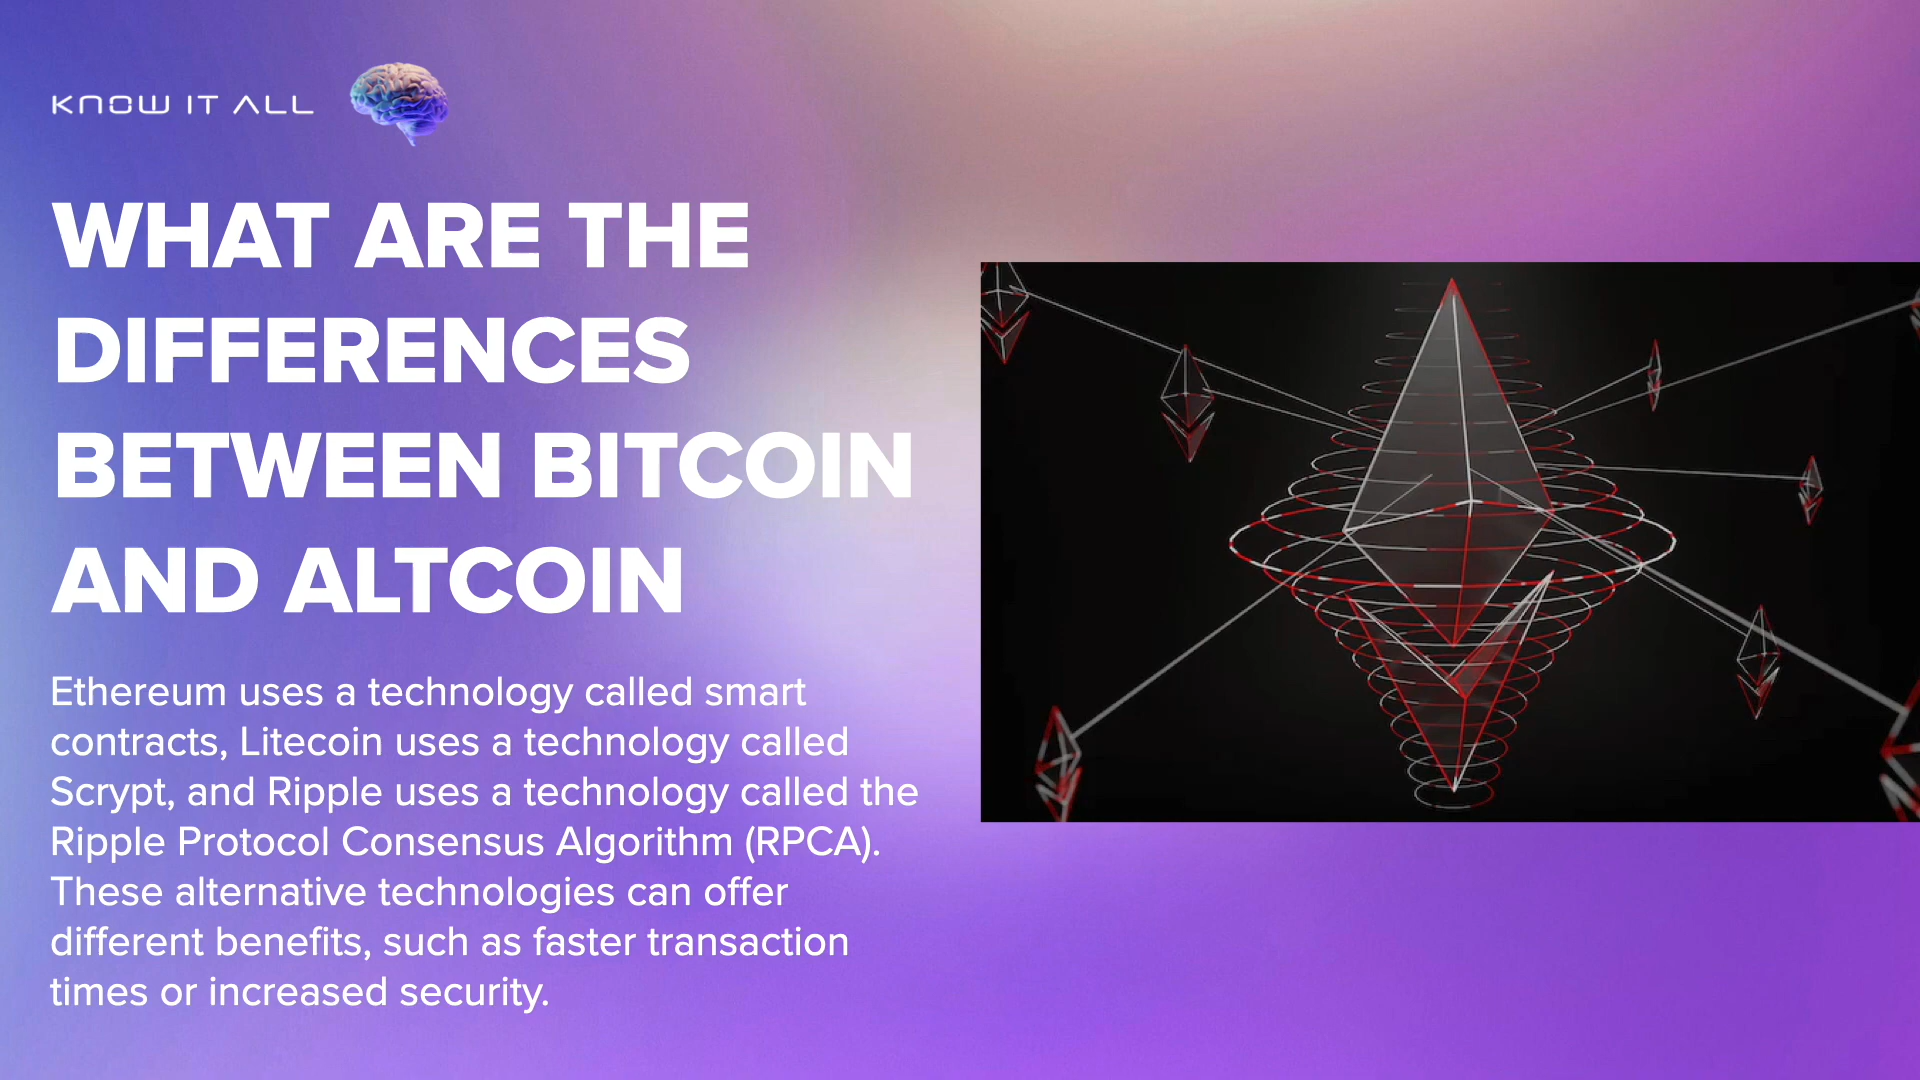 KNOW IT ALL
WHAT ARE THE
DIFFERENCES
BETWEEN BITCOIN
AND ALTCOIN
Ethereum uses a technology called smart
contracts, Litecoin uses a technology called
Scrypt, and Ripple uses a technology called the
Ripple Protocol Consensus Algorithm (RPCA).
These alternative technologies can offer
different benefits, such as faster transaction
times or increased security.